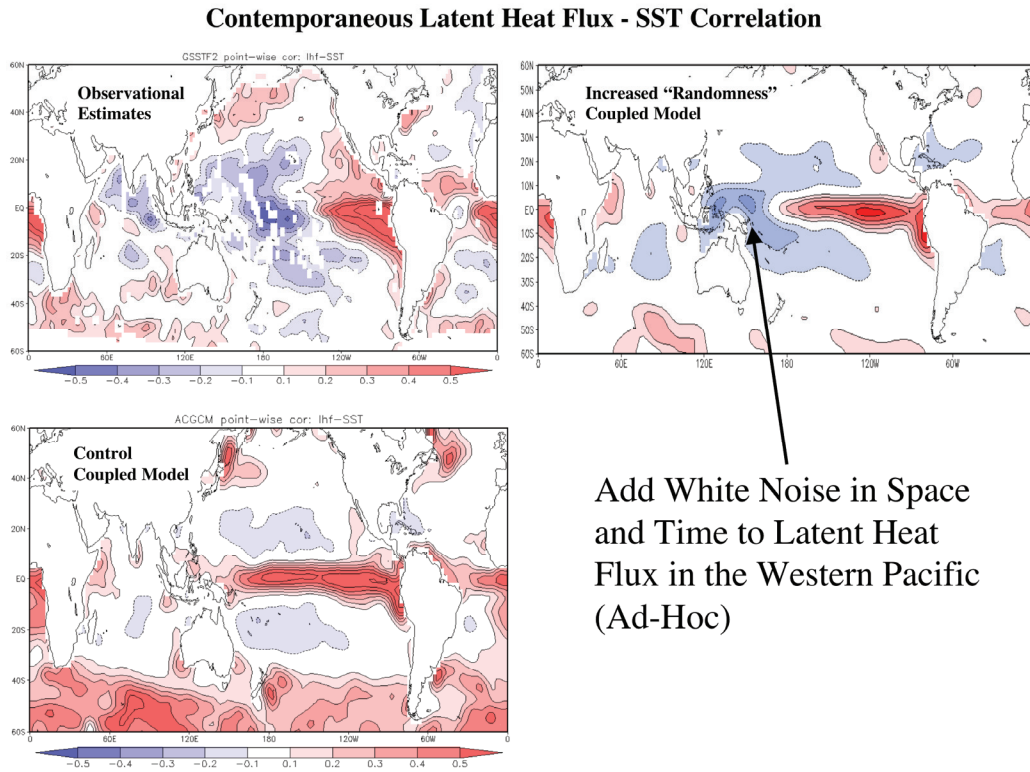 Contemporaneous Latent Heat Flux - SST Correlation
GSSTF2 point-wise cor: lhf-SST
Observational
Estimates
60N
40N
20N
EQ
20S
40S
60S
0
60E
120E
180
120W
60W
0
-0.5
-0.4
-0.3
-0.2
-0.1
0.1
0.2
0.3
0.4
0.5
Increased “Randomness”
Coupled Model
60N
50N
40N
30N
20N
10N
EQ
10S
20S
30S
40S
50S
60S
60E
120E
180
120W
60W
ACGCM point-wise cor: lhf-SST
Control
Coupled Model
60N
40N
20N
EQ
20S
40S
60S
0
60E
120E
180
120W
60W
0
-0.5
-0.4
-0.3
-0.2
-0.1
0.1
0.2
0.3
0.4
0.5
Add White Noise in Space
and Time to Latent Heat
Flux in the Western Pacific
(Ad-Hoc)